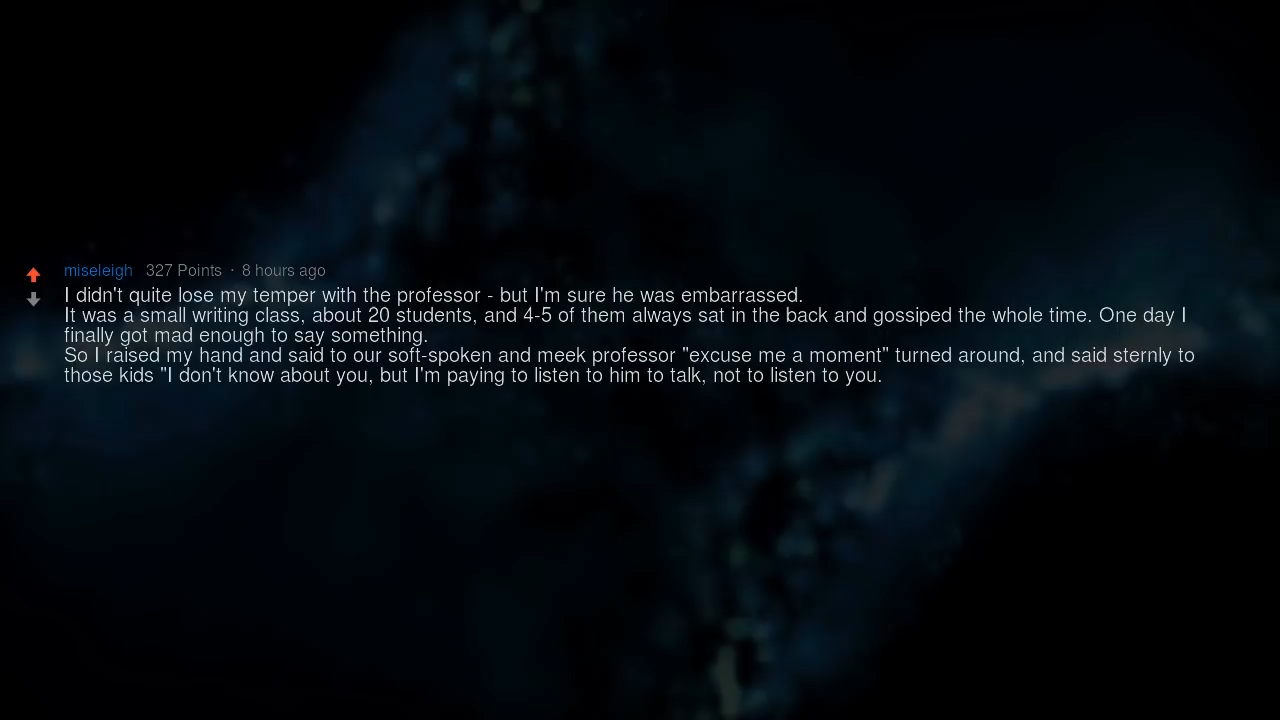 miseleigh 327 Points · 8 hours ago
I didn't quite lose my temper with the professor - but I'm sure he was embarrassed.
It was a small writing class, about 20 students, and 4-5 of them always sat in the back and gossiped the whole time. One day I
finally got mad enough to say something.
So I raised my hand and said to our soft-spoken and meek professor "excuse me a moment" turned around, and said sternly to
those kids "I don't know about you, but I'm paying to listen to him to talk, not to listen to you.